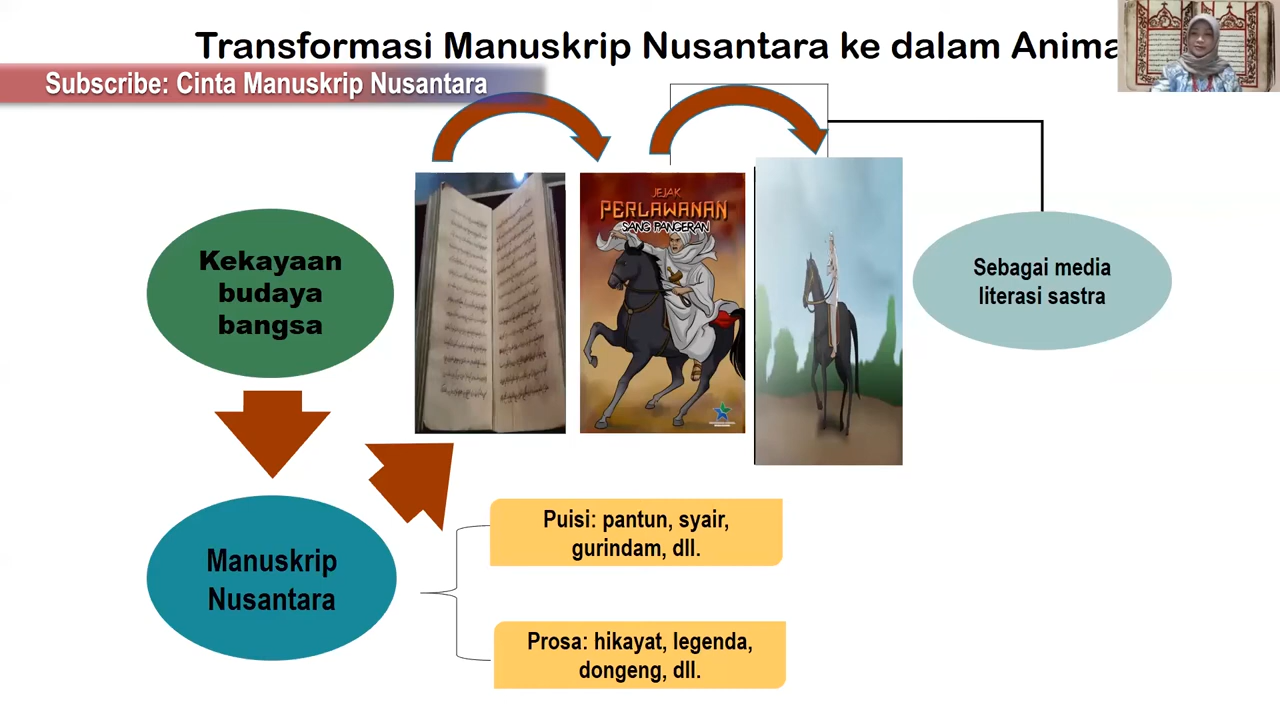 Transformasi Manuskrip Nusantara ke dalam Anima
Subscribe: Cinta Manuskrip Nusantara
Kekayaan
budaya
bangsa
JEJAK
PERLAWANAN
SANG PANGERAN
Sebagai media
literasi sastra
Manuskrip
Nusantara
Puisi: pantun, syair,
gurindam, dll.
Prosa: hikayat, legenda,
dongeng, dll.